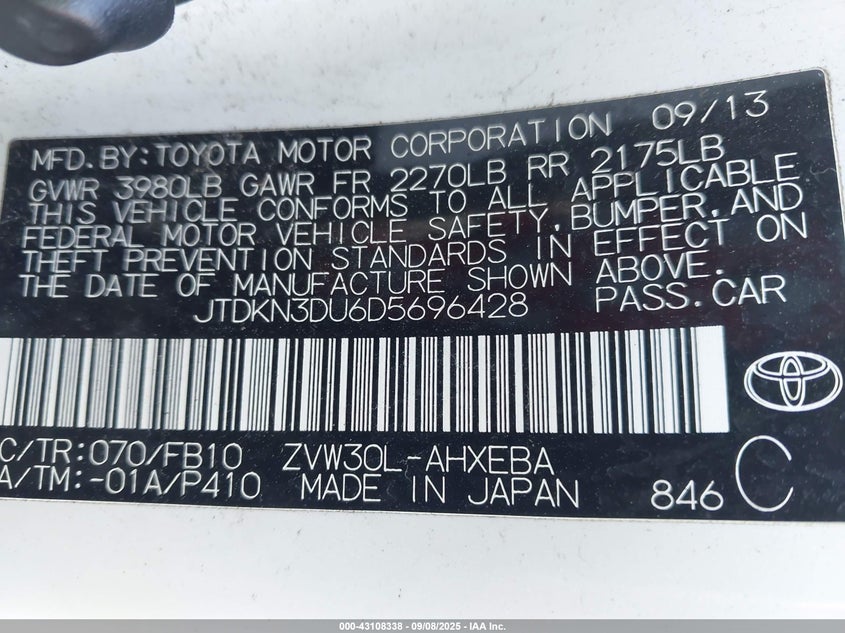 MFD.BY:TOYOTA MOTOR CORPORATION 09/13
GVWR 3980LB GAWR FR 2270LB RR 2175LB
THIS VEHICLE CONFORMS TO ALL APPLICABLE
FEDERAL MOTOR VEHICLE SAFETY,BUMPER,AND
THEFT PREVENTION STANDARDS IN EFFECT ON
THE DATE OF MANUFACTURE SHOWN ABOVE.
JTDKN3DU6D5696428 PASS.CAR
C/TR:070/FB10 ZVW30L-AHXEBA
A/TM:-01A/P410 MADE IN JAPAN 846 C
000-43108338 - 09/08/2025 - IAA Inc.